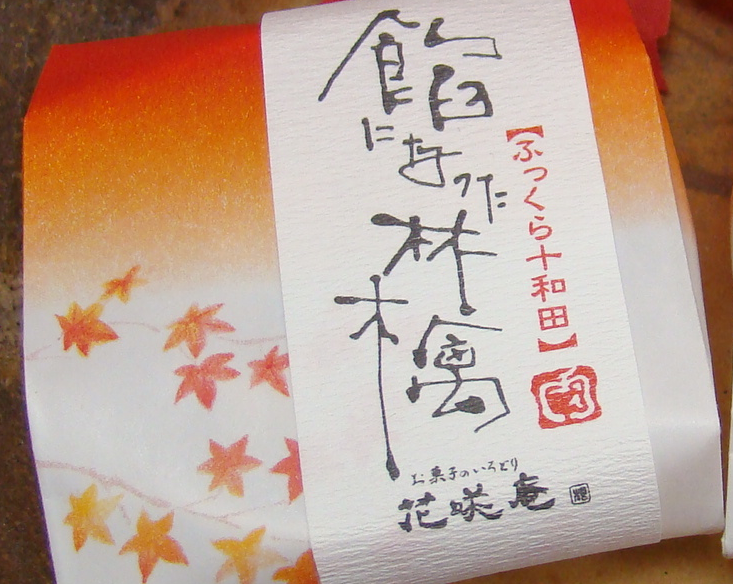 【ふっくら十和田】
餡になった林檎
お菓子のいろどり
花咲庵